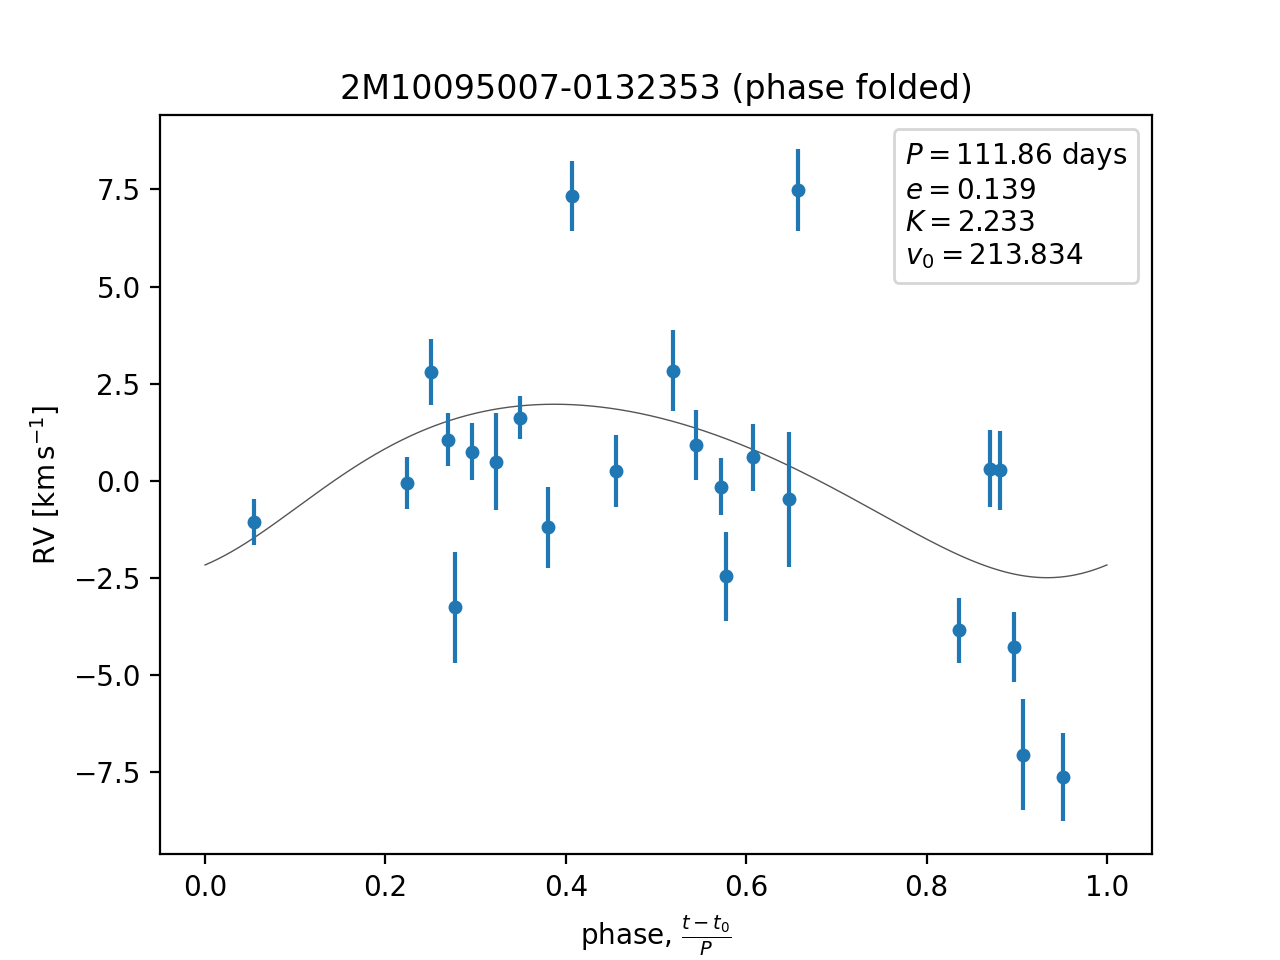 2M10095007-0132353 (phase folded)
P = 111.86 days
e = 0.139
K = 2.233
v₀ = 213.834
RV [km s⁻¹]
7.5
5.0
2.5
0.0
−2.5
−5.0
−7.5
0.0 0.2 0.4 0.6 0.8 1.0
phase, (t − t₀)/P